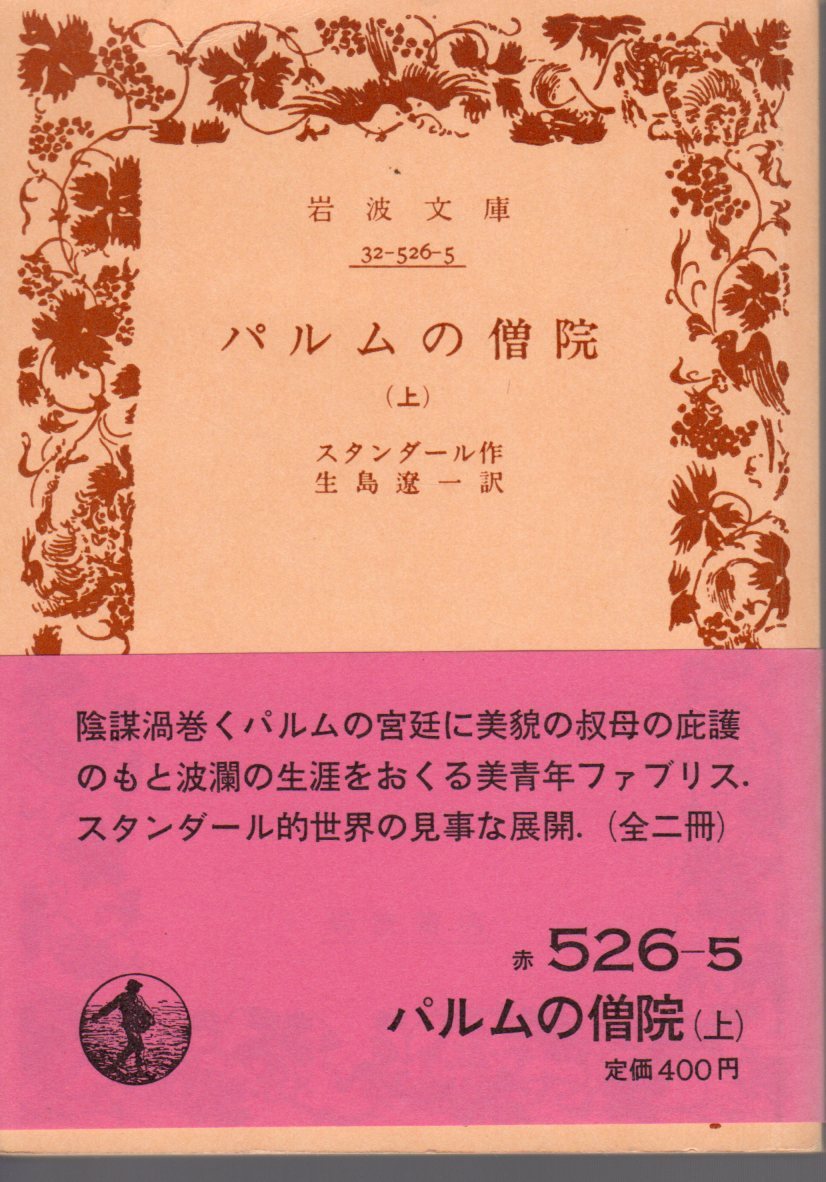 岩波文庫
32-526-5
パルムの僧院
（上）
スタンダール作
生島遼一訳
陰謀渦巻くパルムの宮廷に美貌の叔母の庇護
のもと波瀾の生涯をおくる美青年ファブリス.
スタンダール的世界の見事な展開.（全二冊）
赤 526-5
パルムの僧院（上）
定価400円